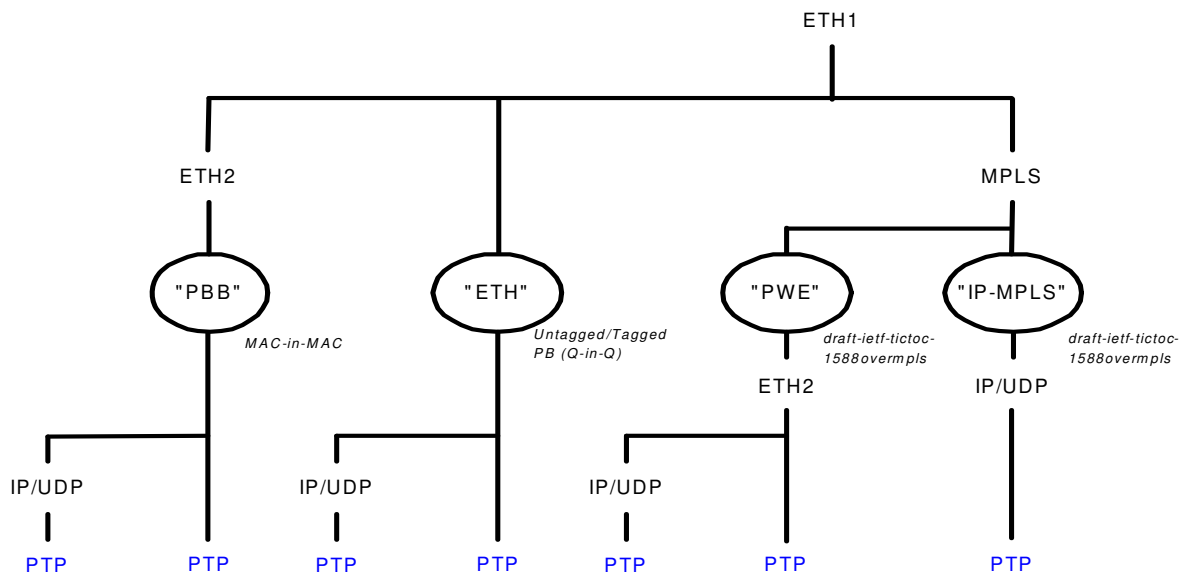 ETH1
ETH2
MPLS
"PBB"
"ETH"
"PWE"
"IP-MPLS"
MAC-in-MAC
Untagged/Tagged
PB (Q-in-Q)
draft-ietf-tictoc-
1588overmpls
draft-ietf-tictoc-
1588overmpls
ETH2
IP/UDP
IP/UDP
IP/UDP
IP/UDP
PTP
PTP
PTP
PTP
PTP
PTP
PTP